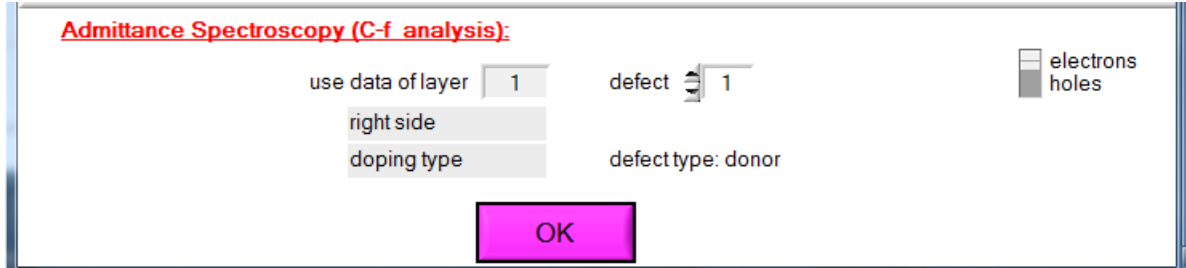 Admittance Spectroscopy (C-f analysis):
use data of layer 1 defect 1 electrons
holes
right side
doping type defect type: donor
OK